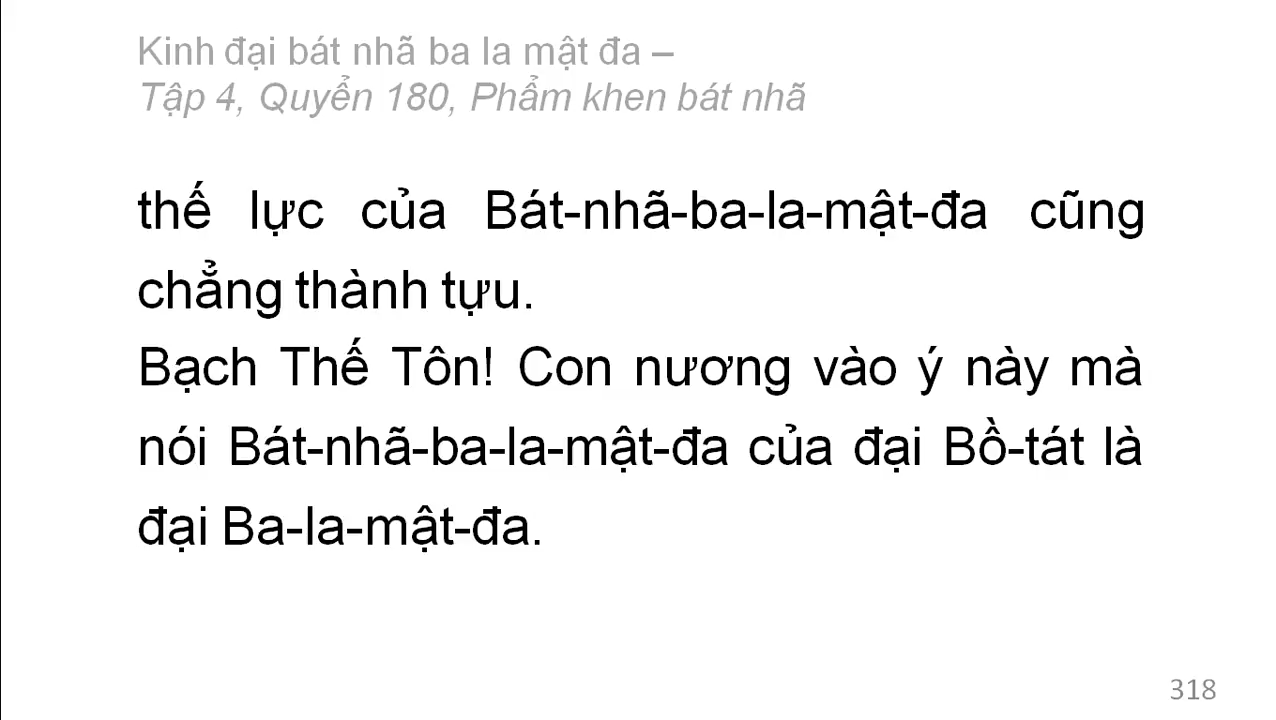 Kinh đại bát nhã ba la mật đa –
Tập 4, Quyển 180, Phẩm khen bát nhã
thế lực của Bát-nhã-ba-la-mật-đa cũng
chẳng thành tựu.
Bạch Thế Tôn! Con nương vào ý này mà
nói Bát-nhã-ba-la-mật-đa của đại Bồ-tát là
đại Ba-la-mật-đa.
318